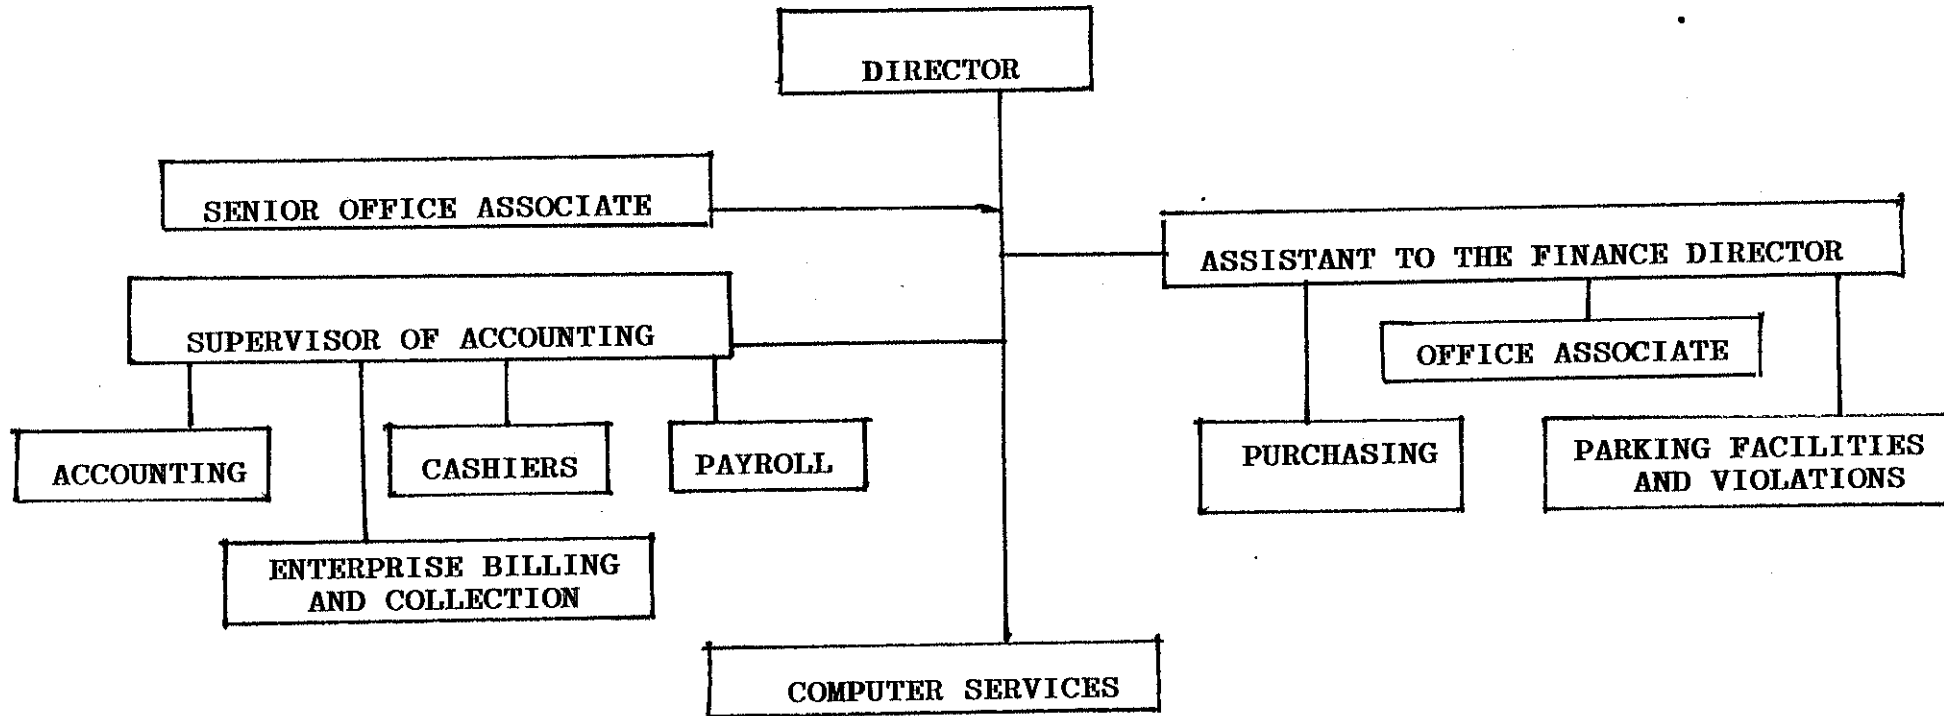 DIRECTOR
SENIOR OFFICE ASSOCIATE
ASSISTANT TO THE FINANCE DIRECTOR
SUPERVISOR OF ACCOUNTING
OFFICE ASSOCIATE
ACCOUNTING
CASHIERS
PAYROLL
PURCHASING
PARKING FACILITIES
AND VIOLATIONS
ENTERPRISE BILLING
AND COLLECTION
COMPUTER SERVICES